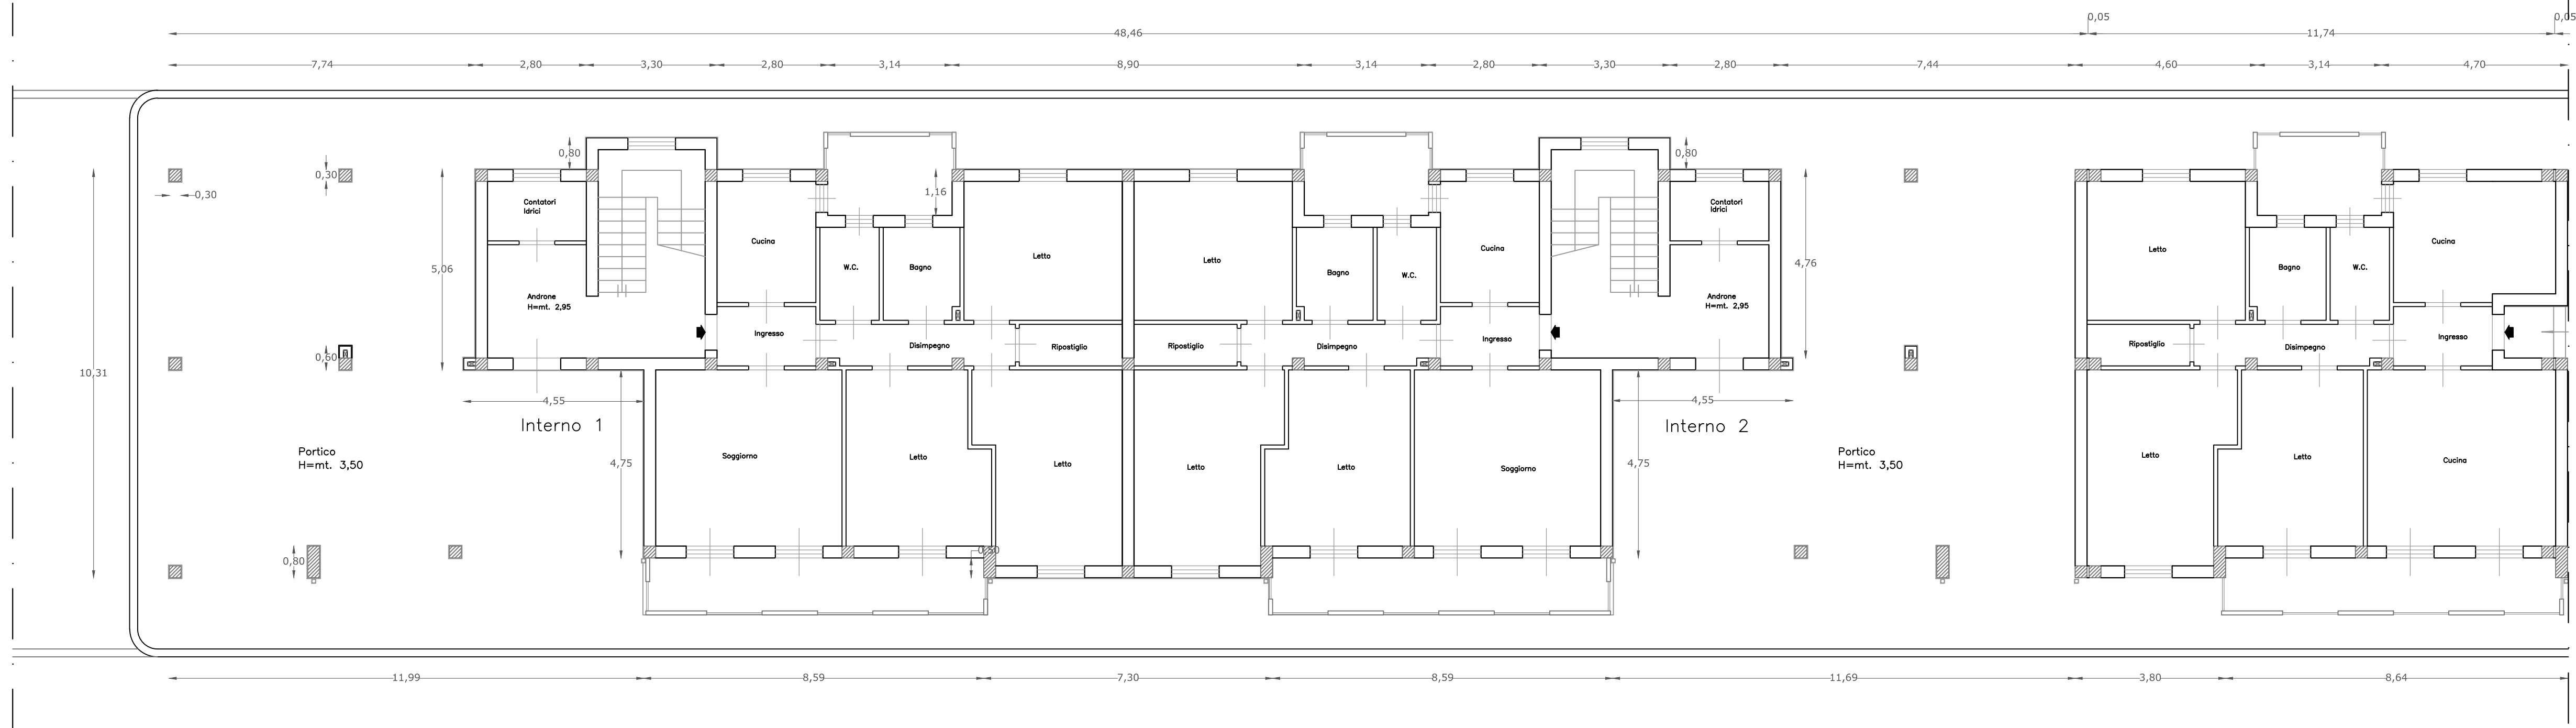 0,05
0,05
48,46
11,74
7,74
2,80
3,30
2,80
3,14
8,90
3,14
2,80
3,30
2,80
7,44
4,60
3,14
4,70
0,80
0,80
0,30
0,30
1,16
Contatori
Idrici
Contatori
Idrici
Cucina
Letto
Letto
Cucina
Letto
Cucina
W.C.
Bagno
Bagno
W.C.
Bagno
W.C.
5,06
4,76
Androne
H=mt. 2,95
Androne
H=mt. 2,95
Ingresso
Disimpegno
Ripostiglio
Ripostiglio
Disimpegno
Ingresso
Ripostiglio
Disimpegno
Ingresso
0,60
10,31
4,55
4,55
Interno 1
Interno 2
Portico
H=mt. 3,50
Portico
H=mt. 3,50
4,75
4,75
Soggiorno
Letto
Letto
Letto
Letto
Soggiorno
Letto
Letto
Cucina
0,80
0,50
11,99
8,59
7,30
8,59
11,69
3,80
8,64